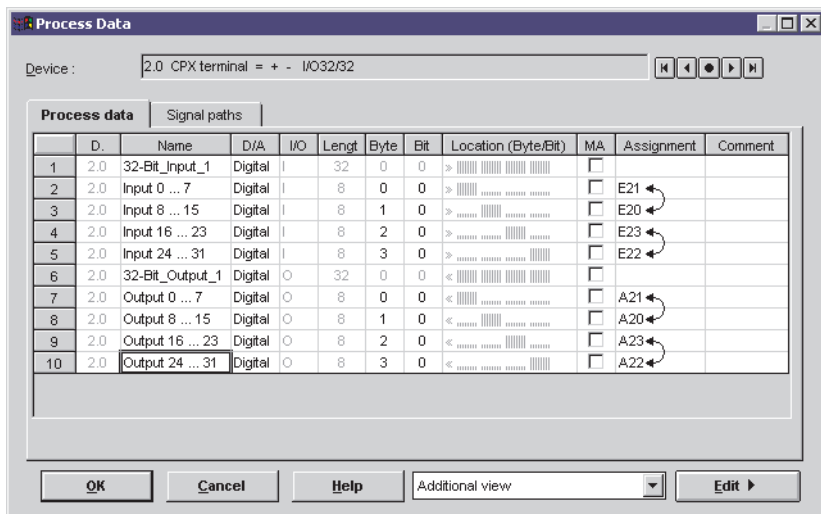 Process Data
Device : 2.0 CPX terminal = + - I/O32/32
Process data Signal paths
D. Name D/A I/O Lengt Byte Bit Location (Byte/Bit) MA Assignment Comment
1 2.0 32-Bit_Input_1 Digital I 32 0 0 »
2 2.0 Input 0 ... 7 Digital I 8 0 0 » E21
3 2.0 Input 8 ... 15 Digital I 8 1 0 » E20
4 2.0 Input 16 ... 23 Digital I 8 2 0 » E23
5 2.0 Input 24 ... 31 Digital I 8 3 0 » E22
6 2.0 32-Bit_Output_1 Digital O 32 0 0 «
7 2.0 Output 0 ... 7 Digital O 8 0 0 « A21
8 2.0 Output 8 ... 15 Digital O 8 1 0 « A20
9 2.0 Output 16 ... 23 Digital O 8 2 0 « A23
10 2.0 Output 24 ... 31 Digital O 8 3 0 « A22
OK Cancel Help Additional view Edit